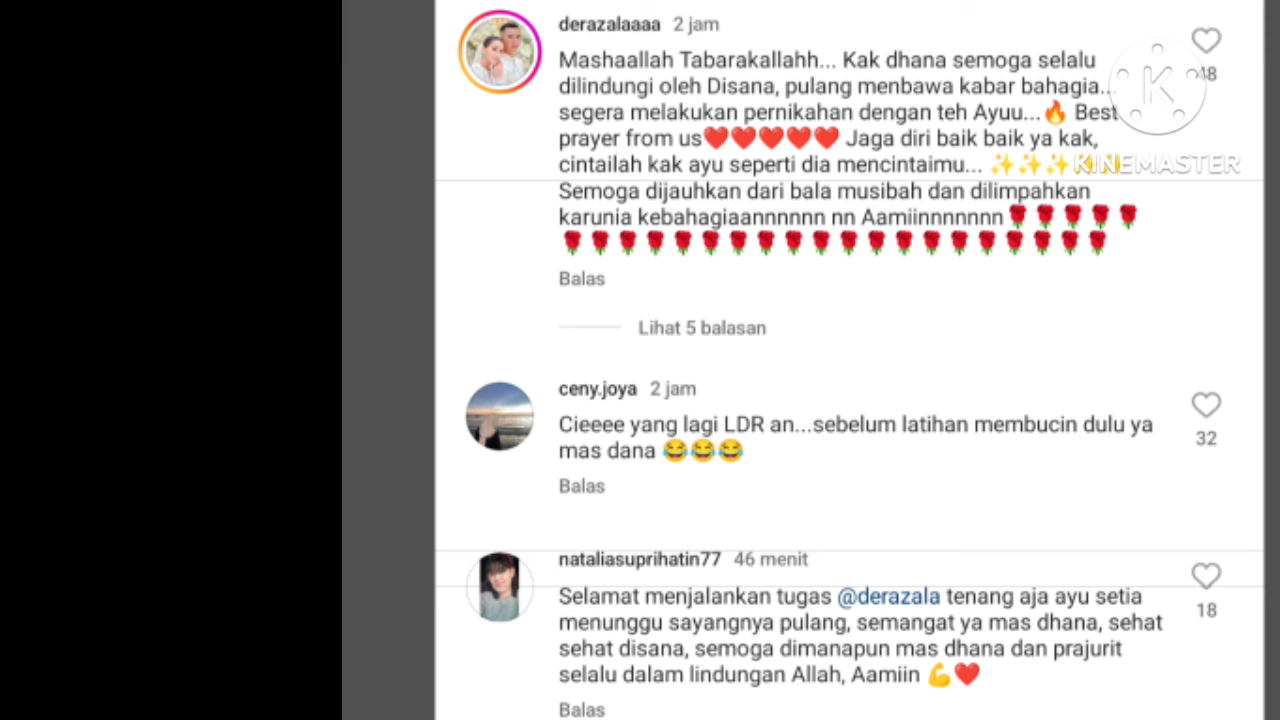 derazalaaaa 2 jam
Mashaallah Tabarakallahh... Kak dhana semoga selalu
dilindungi oleh Disana, pulang menbawa kabar bahagia...
segera melakukan pernikahan dengan teh Ayuu...🔥 Best
prayer from us❤️❤️❤️❤️❤️ Jaga diri baik baik ya kak,
cintailah kak ayu seperti dia mencintaimu... ✨✨✨✨✨
Semoga dijauhkan dari bala musibah dan dilimpahkan
karunia kebahagiaannnnnn nn Aamiinnnnnnn🌹🌹🌹🌹🌹
🌹🌹🌹🌹🌹🌹🌹🌹🌹🌹🌹🌹🌹🌹🌹🌹🌹🌹🌹🌹
48
K
KINEMASTER
Balas
Lihat 5 balasan
ceny.joya 2 jam
Cieeee yang lagi LDR an...sebelum latihan membucin dulu ya
mas dana 😂😂😂
32
Balas
nataliasuprihatin77 46 menit
Selamat menjalankan tugas @derazala tenang aja ayu setia
menunggu sayangnya pulang, semangat ya mas dhana, sehat
sehat disana, semoga dimanapun mas dhana dan prajurit
selalu dalam lindungan Allah, Aamiin 💪❤️
18
Balas